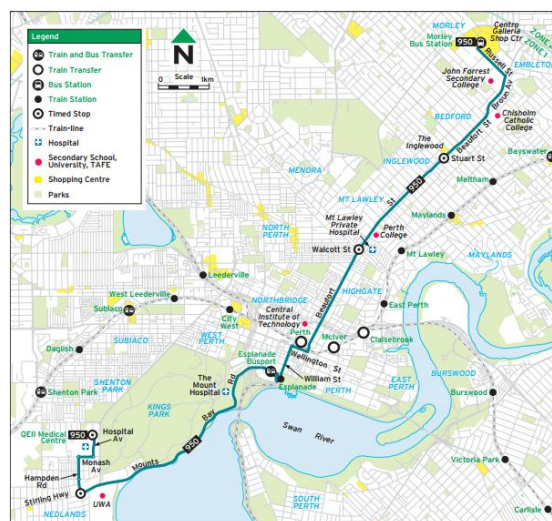 Legend
Train and Bus Transfer
Train Transfer
Bus Station
Train Station
Timed Stop
Train-line
Hospital
Secondary School,
University, TAFE
Shopping Centre
Parks
N
0 Scale 1km
MORLEY
Centro
Galleria
Shop Ctr
Morley
Bus Station
950
ZONE 2
ZONE 1
Russell St
EMBLETON
John Forrest
Secondary
College
Broun Av
BEDFORD
Chisholm
Catholic
College
Beaufort St
The
Inglewood
INGLEWOOD
Stuart St
Bayswater
MENORA
950
Meltham
MT LAWLEY
St
Maylands
Mt Lawley
Private
Hospital
Perth
College
NORTH
PERTH
Walcott St
Mt Lawley
MAYLANDS
Leederville
HIGHGATE
Beaufort
West Leederville
NORTHBRIDGE
East Perth
Subiaco
City
West
Central
Institute of
Technology
SUBIACO
WEST
PERTH
Perth
McIver
Claisebrook
Daglish
Esplanade
Busport
Wellington St
SHENTON
PARK
The
Mount
Hospital
Rd
William St
EAST
PERTH
BURSWOOD
Shenton Park
KINGS
PARK
Esplanade
PERTH
Burswood
Bay
Swan
River
QEII Medical
Centre
950
Hospital
Av
950
Monash
Av
Mounts
Victoria Park
Hampden
Rd
Stirling Hwy
UWA
NEDLANDS
SOUTH
PERTH
Carlisle